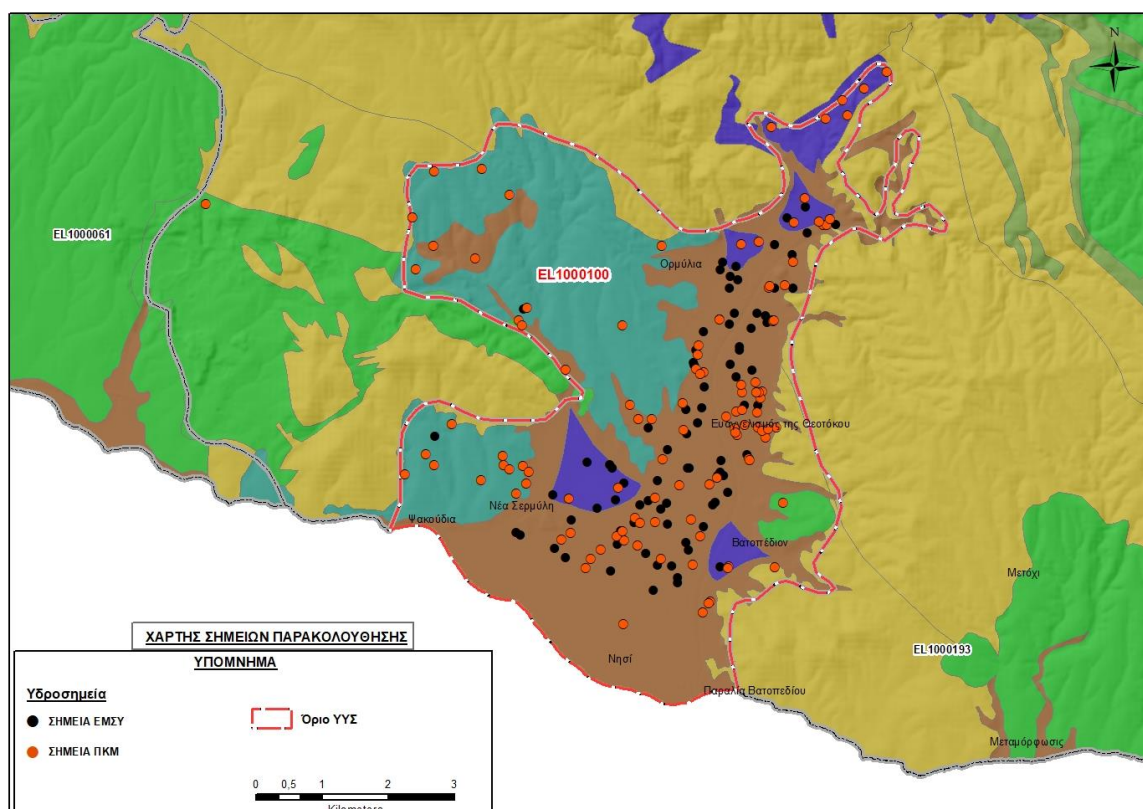 N
EL1000061
Ορμύλια
EL1000100
Ευαγγελισμός της Θεοτόκου
Νέα Σερμύλη
Ψακούδια
Βατοπέδιον
Μετόχι
ΧΑΡΤΗΣ ΣΗΜΕΙΩΝ ΠΑΡΑΚΟΛΟΥΘΗΣΗΣ
EL1000193
Νησί
Παραλία Βατοπεδίου
Μεταμόρφωσις
ΥΠΟΜΝΗΜΑ
Υδροσημεία
ΣΗΜΕΙΑ ΕΜΣΥ
Όριο ΥΥΣ
ΣΗΜΕΙΑ ΠΚΜ
0 0,5 1 2 3
Kilometers